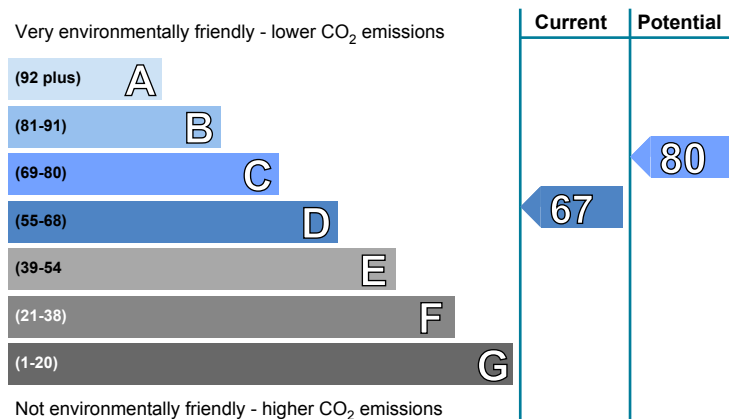 Very environmentally friendly - lower CO2 emissions
Current
Potential
(92 plus) A
(81-91) B
(69-80) C
80
(55-68) D
67
(39-54 E
(21-38) F
(1-20) G
Not environmentally friendly - higher CO2 emissions